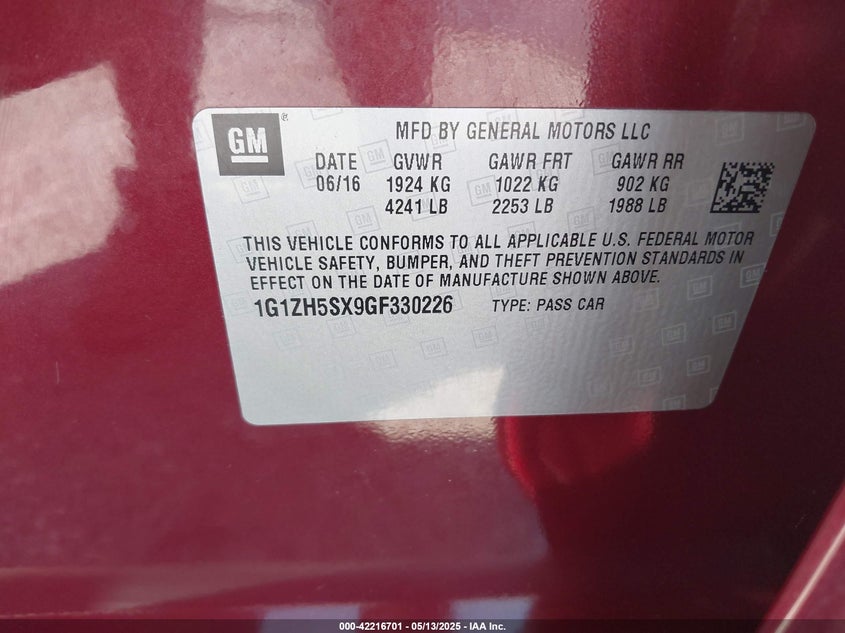 GM
MFD BY GENERAL MOTORS LLC
DATE GVWR GAWR FRT GAWR RR
06/16 1924 KG 1022 KG 902 KG
4241 LB 2253 LB 1988 LB
THIS VEHICLE CONFORMS TO ALL APPLICABLE U.S. FEDERAL MOTOR
VEHICLE SAFETY, BUMPER, AND THEFT PREVENTION STANDARDS IN
EFFECT ON THE DATE OF MANUFACTURE SHOWN ABOVE.
1G1ZH5SX9GF330226 TYPE: PASS CAR
000-42216701 — 05/13/2025 — IAA Inc.